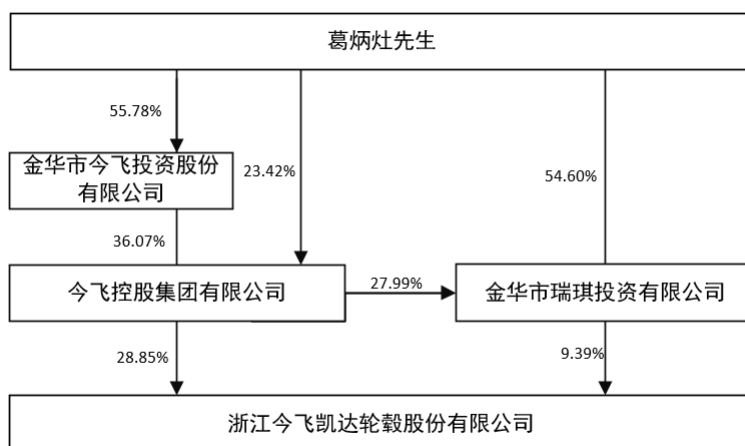 葛炳灶先生
55.78%
金华市今飞投资股份
有限公司
23.42%
54.60%
36.07%
今飞控股集团有限公司
27.99%
金华市瑞琪投资有限公司
28.85%
9.39%
浙江今飞凯达轮毂股份有限公司